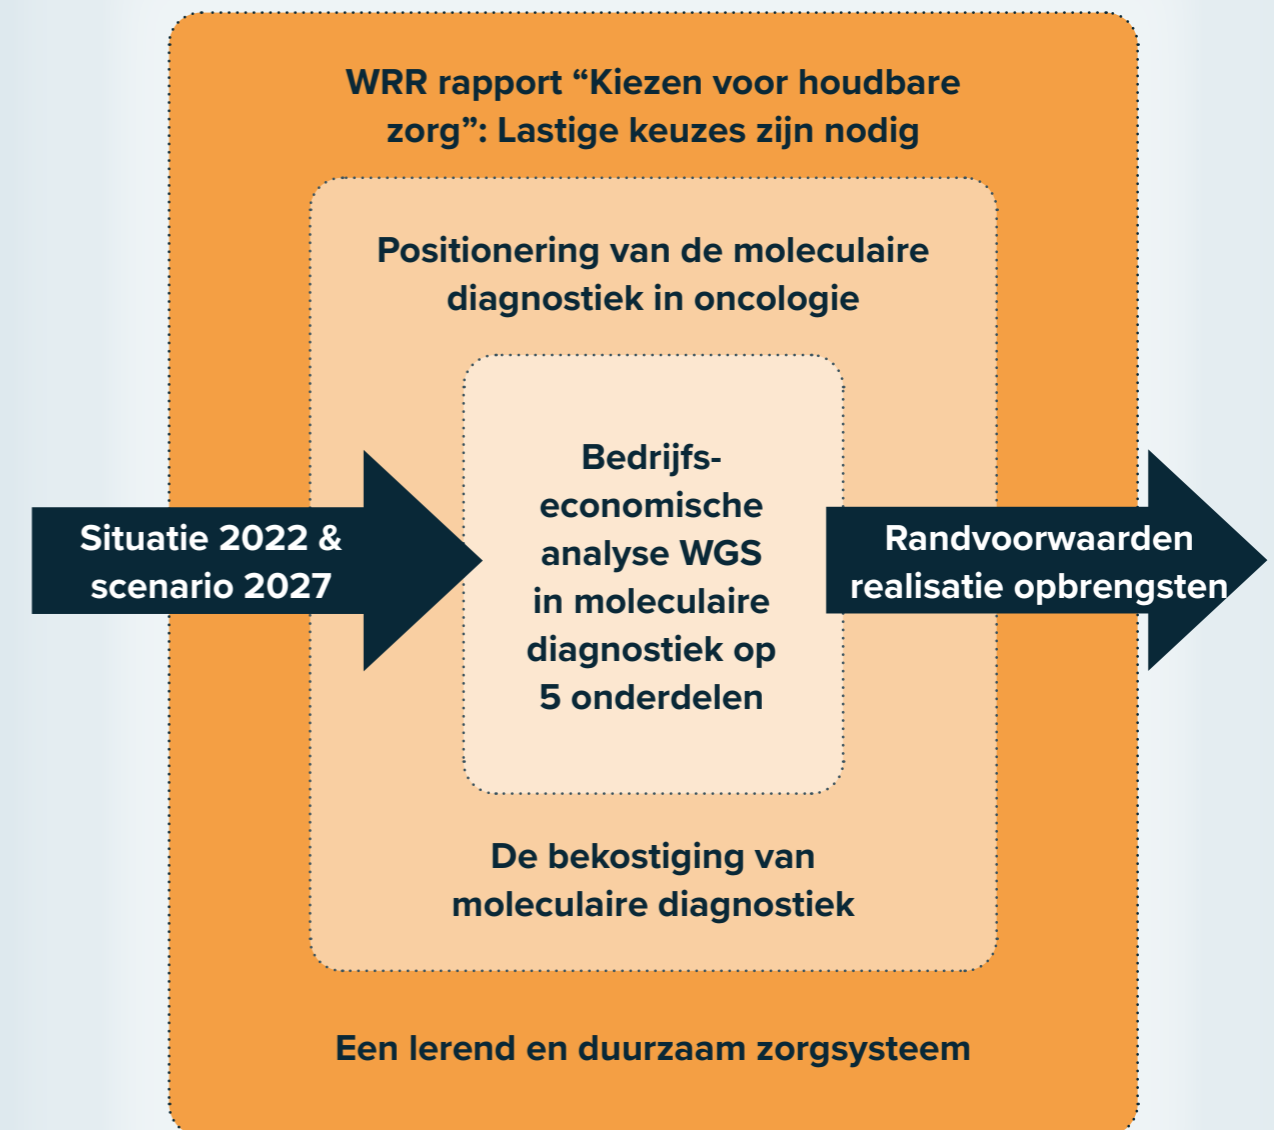 WRR rapport “Kiezen voor houdbare
zorg”: Lastige keuzes zijn nodig
Positionering van de moleculaire
diagnostiek in oncologie
Situatie 2022 &
scenario 2027
Bedrijfs-
economische
analyse WGS
in moleculaire
diagnostiek op
5 onderdelen
Randvoorwaarden
realisatie opbrengsten
De bekostiging van
moleculaire diagnostiek
Een lerend en duurzaam zorgsysteem